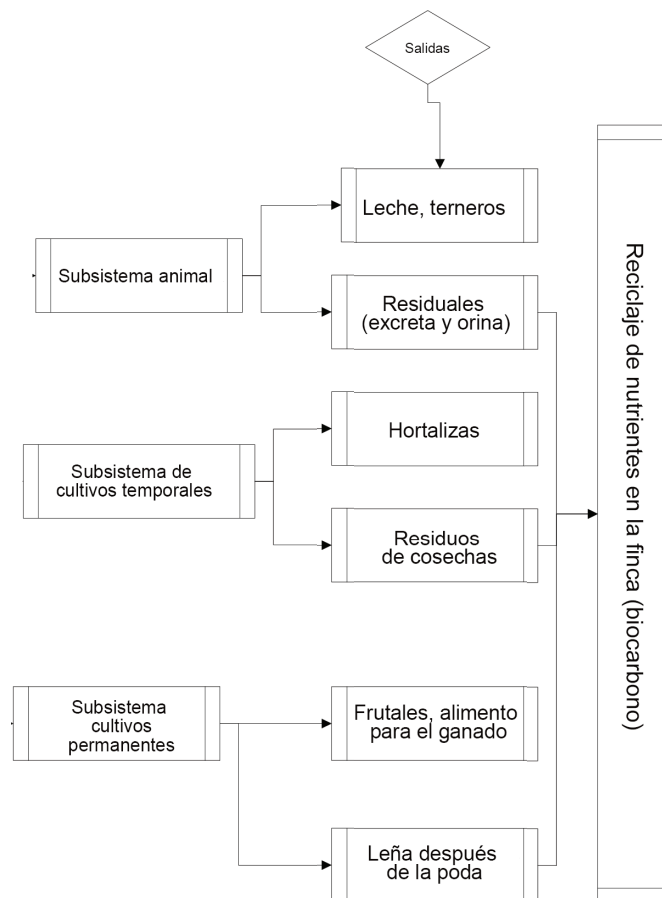 Salidas
Leche, terneros
Subsistema animal
Residuales
(excreta y orina)
Hortalizas
Subsistema de
cultivos temporales
Residuos
de cosechas
Subsistema
cultivos
permanentes
Frutales, alimento
para el ganado
Leña después
de la poda
Reciclaje de nutrientes en la finca (biocarbono)